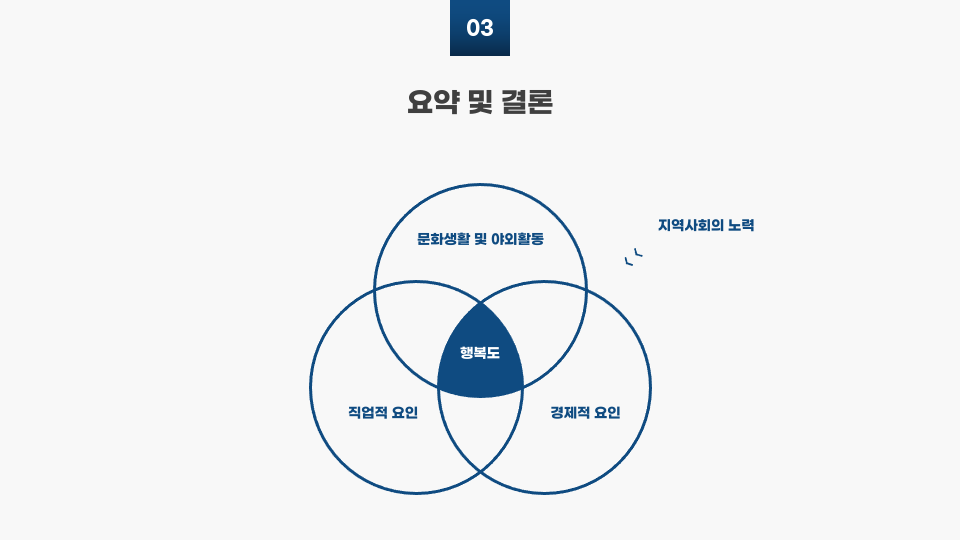 03
요약 및 결론
지역사회의 노력
문화생활 및 야외활동
행복도
직업적 요인
경제적 요인